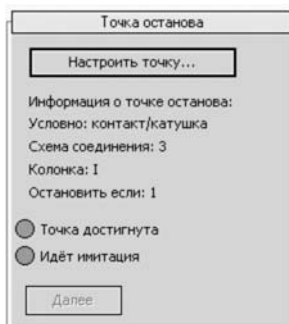 Точка останова
Настроить точку...
Информация о точке останова:
Условно: контакт/катушка
Схема соединения: 3
Колонка: I
Остановить если: 1
Точка достигнута
Идёт имитация
Далее